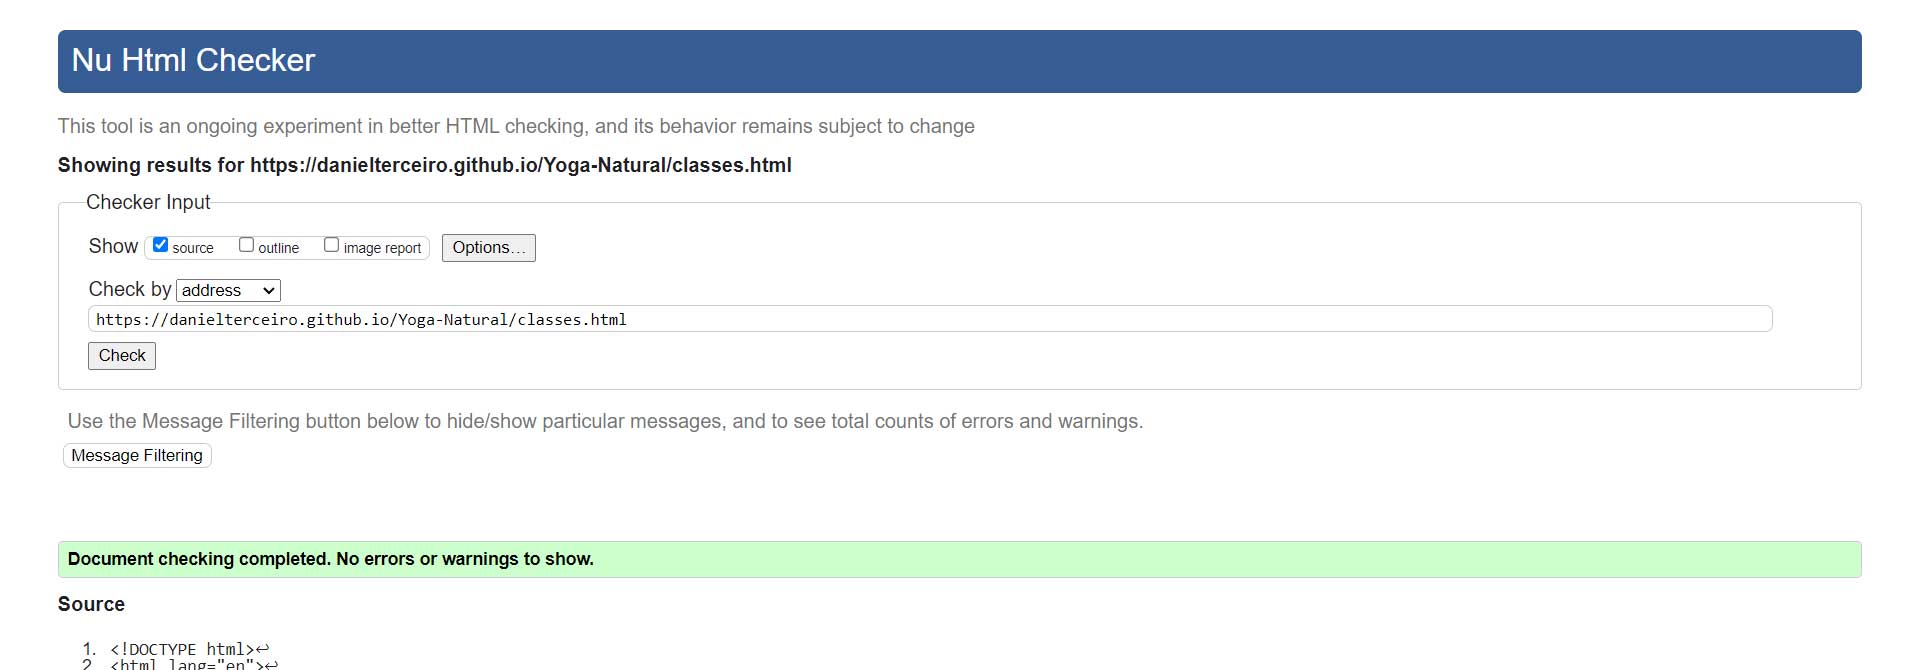 Nu Html Checker
This tool is an ongoing experiment in better HTML checking, and its behavior remains subject to change
Showing results for https://danielterceiro.github.io/Yoga-Natural/classes.html
Checker Input
Show source outline image report Options...
Check by address
https://danielterceiro.github.io/Yoga-Natural/classes.html
Check
Use the Message Filtering button below to hide/show particular messages, and to see total counts of errors and warnings.
Message Filtering
Document checking completed. No errors or warnings to show.
Source
1. <!DOCTYPE html>↩
2. <html lang="en">↩